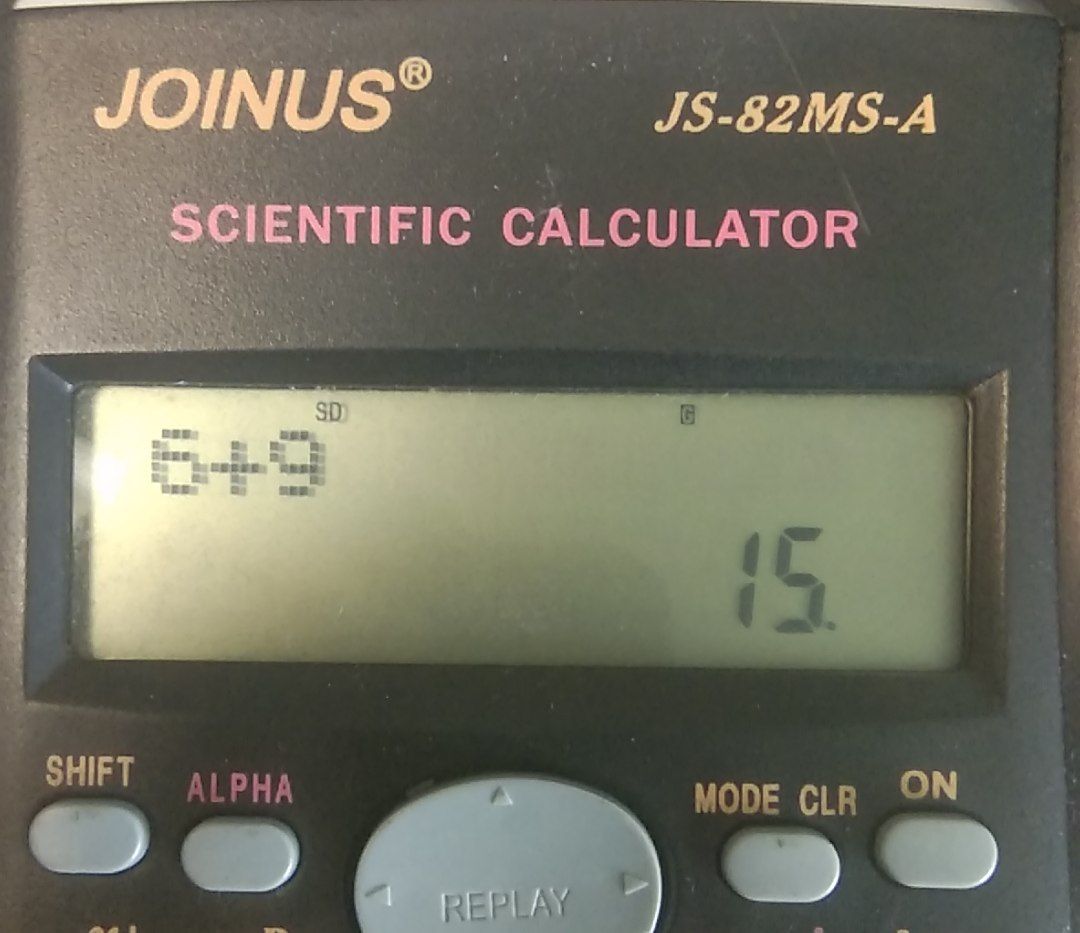 JOINUS® JS-82MS-A
SCIENTIFIC CALCULATOR
SD G
6+9
15.
SHIFT ALPHA MODE CLR ON
REPLAY